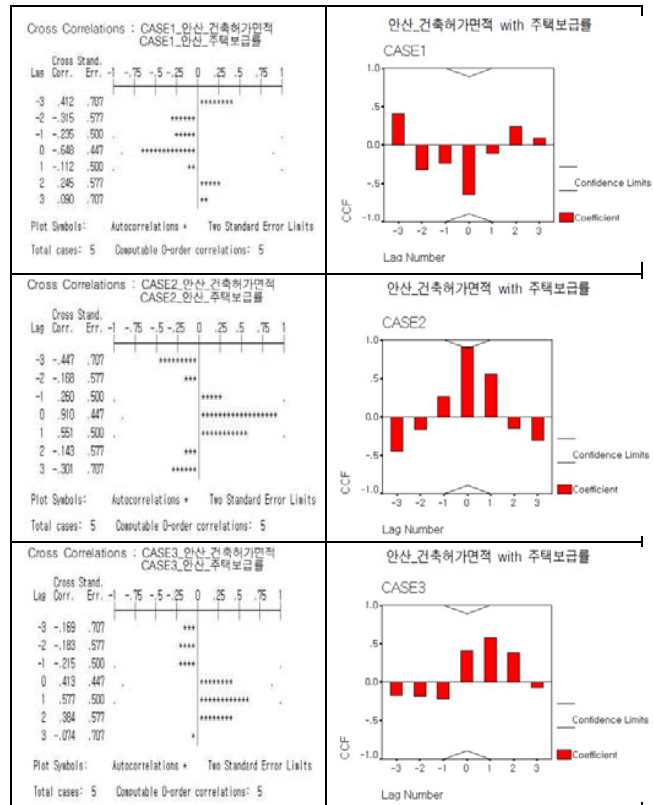 Cross Correlations : CASE1_안산_건축허가면적
CASE1_안산_주택보급률
Cross Stand.
Lag Corr. Err. -1 -.75 -.5 -.25 0 .25 .5 .75 1
-3 .412 .707 ********
-2 -.315 .577 ******
-1 -.235 .500 . ***** .
0 -.648 .447 . ************* .
1 -.112 .500 . ** .
2 .245 .577 *****
3 .090 .707 **
Plot Symbols: Autocorrelations * Two Standard Error Limits
Total cases: 5 Computable 0-order correlations: 5
안산_건축허가면적 with 주택보급률
CASE1
1.0
.5
0.0
-.5
-1.0
CCF
-3 -2 -1 0 1 2 3
Lag Number
Confidence Limits
Coefficient
Cross Correlations : CASE2_안산_건축허가면적
CASE2_안산_주택보급률
Cross Stand.
Lag Corr. Err. -1 -.75 -.5 -.25 0 .25 .5 .75 1
-3 -.447 .707 *********
-2 -.168 .577 ***
-1 .260 .500 . ***** .
0 .910 .447 . ****************** .
1 .551 .500 . *********** .
2 -.143 .577 ***
3 -.301 .707 ******
Plot Symbols: Autocorrelations * Two Standard Error Limits
Total cases: 5 Computable 0-order correlations: 5
안산_건축허가면적 with 주택보급률
CASE2
1.0
.5
0.0
-.5
-1.0
CCF
-3 -2 -1 0 1 2 3
Lag Number
Confidence Limits
Coefficient
Cross Correlations : CASE3_안산_건축허가면적
CASE3_안산_주택보급률
Cross Stand.
Lag Corr. Err. -1 -.75 -.5 -.25 0 .25 .5 .75 1
-3 -.169 .707 ***
-2 -.183 .577 ****
-1 -.215 .500 . **** .
0 .413 .447 . ******** .
1 .577 .500 . ************ .
2 .384 .577 ********
3 -.074 .707 *
Plot Symbols: Autocorrelations * Two Standard Error Limits
Total cases: 5 Computable 0-order correlations: 5
안산_건축허가면적 with 주택보급률
CASE3
1.0
.5
0.0
-.5
-1.0
CCF
-3 -2 -1 0 1 2 3
Lag Number
Confidence Limits
Coefficient